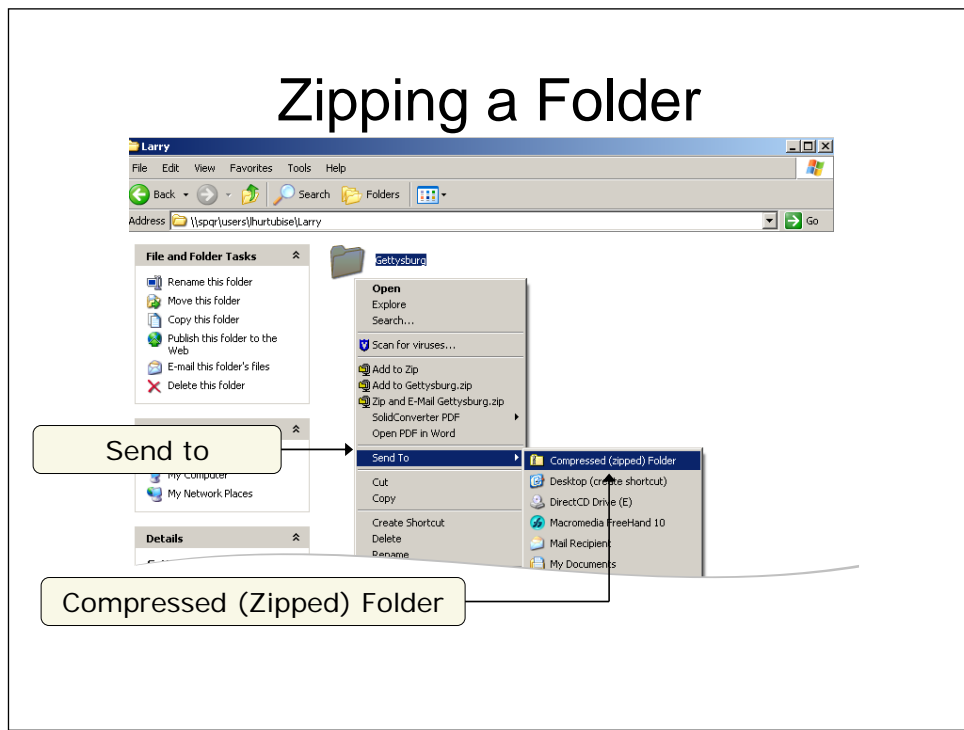 Zipping a Folder
Larry
File Edit View Favorites Tools Help
Back Search Folders
Address \\spqr\users\lhurtubise\Larry Go
File and Folder Tasks
Rename this folder
Move this folder
Copy this folder
Publish this folder to the
Web
E-mail this folder's files
Delete this folder
My Computer
My Network Places
Details
Gettysburg
Open
Explore
Search...
Scan for viruses...
Add to Zip
Add to Gettysburg.zip
Zip and E-Mail Gettysburg.zip
SolidConverter PDF
Open PDF in Word
Send To
Cut
Copy
Create Shortcut
Delete
Rename
Compressed (zipped) Folder
Desktop (create shortcut)
DirectCD Drive (E)
Macromedia FreeHand 10
Mail Recipient
My Documents
Send to
Compressed (Zipped) Folder